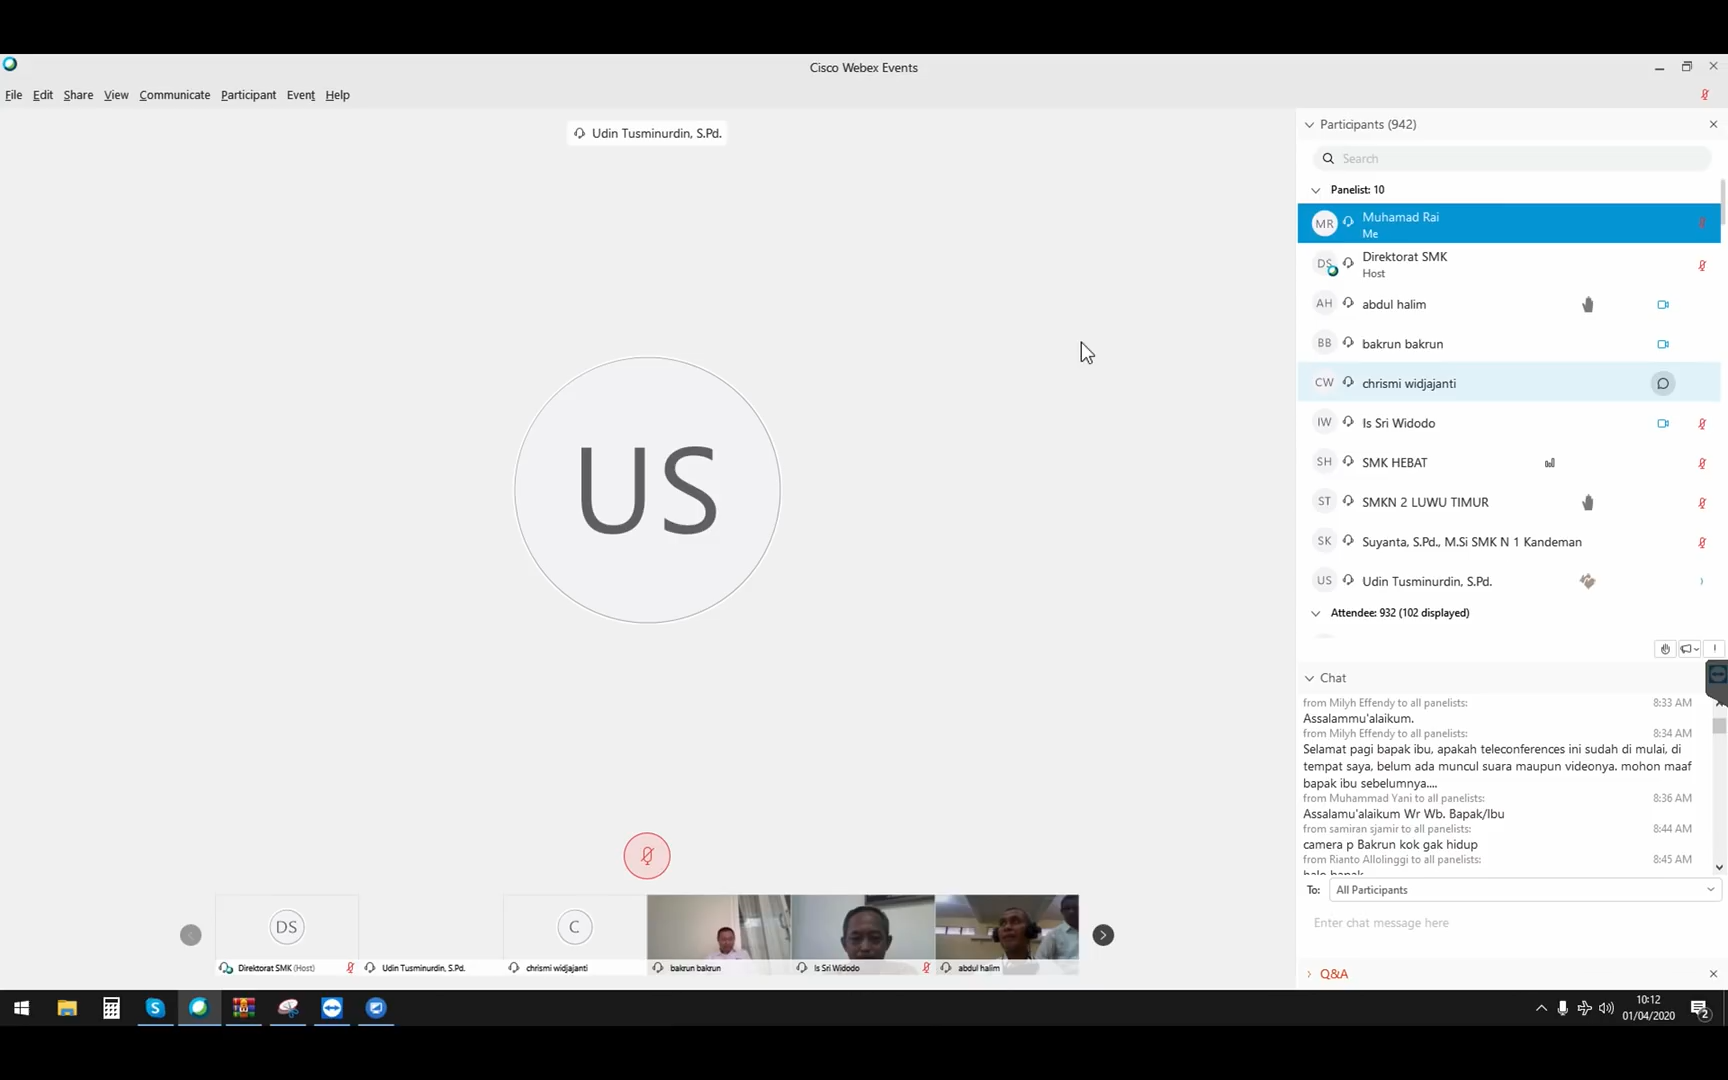 Cisco Webex Events
File Edit Share View Communicate Participant Event Help
Udin Tusminurdin, S.Pd.
US
DS
Direktorat SMK (Host)
Udin Tusminurdin, S.Pd.
C
chrismi widjajanti
bakrun bakrun
Is Sri Widodo
abdul halim
Participants (942)
Search
Panelist: 10
MR Muhamad Rai
Me
DS Direktorat SMK
Host
AH abdul halim
BB bakrun bakrun
CW chrismi widjajanti
IW Is Sri Widodo
SH SMK HEBAT
ST SMKN 2 LUWU TIMUR
SK Suyanta, S.Pd., M.Si SMK N 1 Kandeman
US Udin Tusminurdin, S.Pd.
Attendee: 932 (102 displayed)
Chat
from Milyh Effendy to all panelists: 8:33 AM
Assalammu'alaikum.
from Milyh Effendy to all panelists: 8:34 AM
Selamat pagi bapak ibu, apakah teleconferences ini sudah di mulai, di
tempat saya, belum ada muncul suara maupun videonya. mohon maaf
bapak ibu sebelumnya....
from Muhammad Yani to all panelists: 8:36 AM
Assalamu'alaikum Wr Wb. Bapak/Ibu
from samiran sjamir to all panelists: 8:44 AM
camera p Bakrun kok gak hidup
from Rianto Allolinggi to all panelists: 8:45 AM
halo bapak
To: All Participants
Enter chat message here
Q&A
10:12
01/04/2020
2